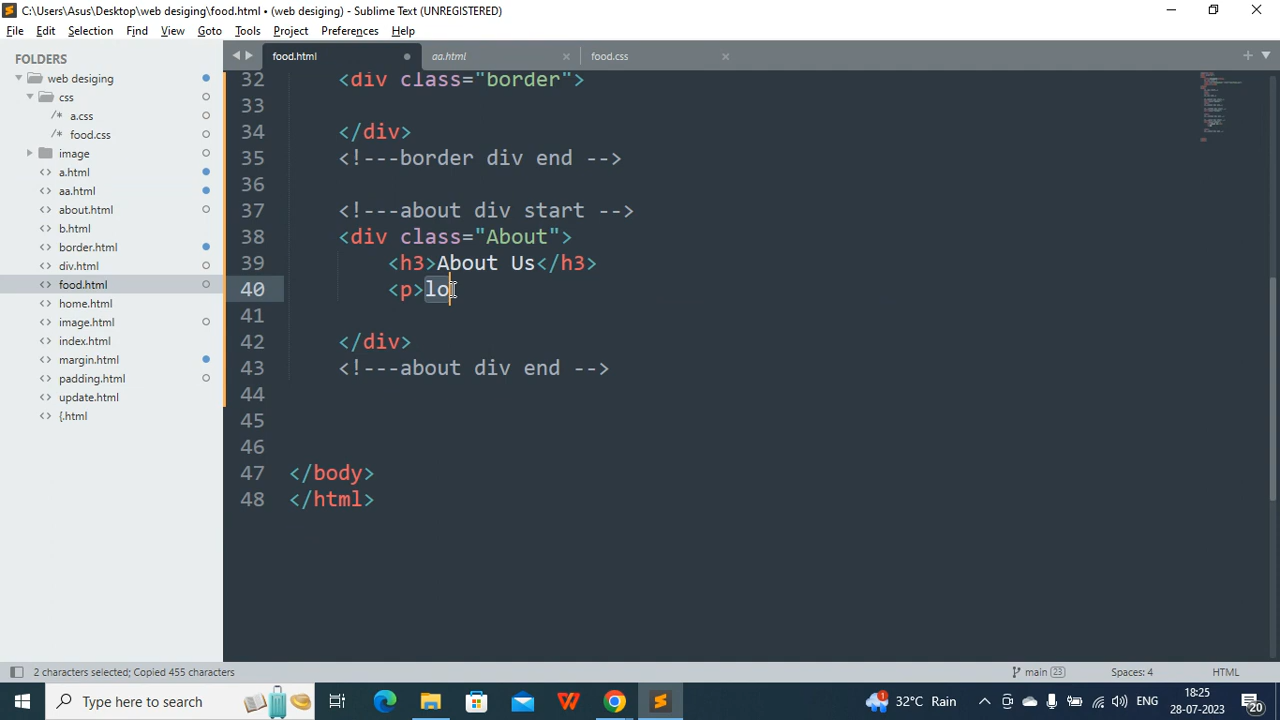 C:\Users\Asus\Desktop\web desiging\food.html • (web desiging) - Sublime Text (UNREGISTERED)
File Edit Selection Find View Goto Tools Project Preferences Help
FOLDERS
web desiging
css
/* a.css
/* food.css
image
<> a.html
<> aa.html
<> about.html
<> b.html
<> border.html
<> div.html
<> food.html
<> home.html
<> image.html
<> index.html
<> margin.html
<> padding.html
<> update.html
<> {.html
food.html aa.html food.css
32 <div class="border">
33
34 </div>
35 <!---border div end -->
36
37 <!---about div start -->
38 <div class="About">
39 <h3>About Us</h3>
40 <p>lo
41
42 </div>
43 <!---about div end -->
44
45
46
47 </body>
48 </html>
2 characters selected; Copied 455 characters main 23 Spaces: 4 HTML
Type here to search 1 32°C Rain ENG 18:25 28-07-2023 20